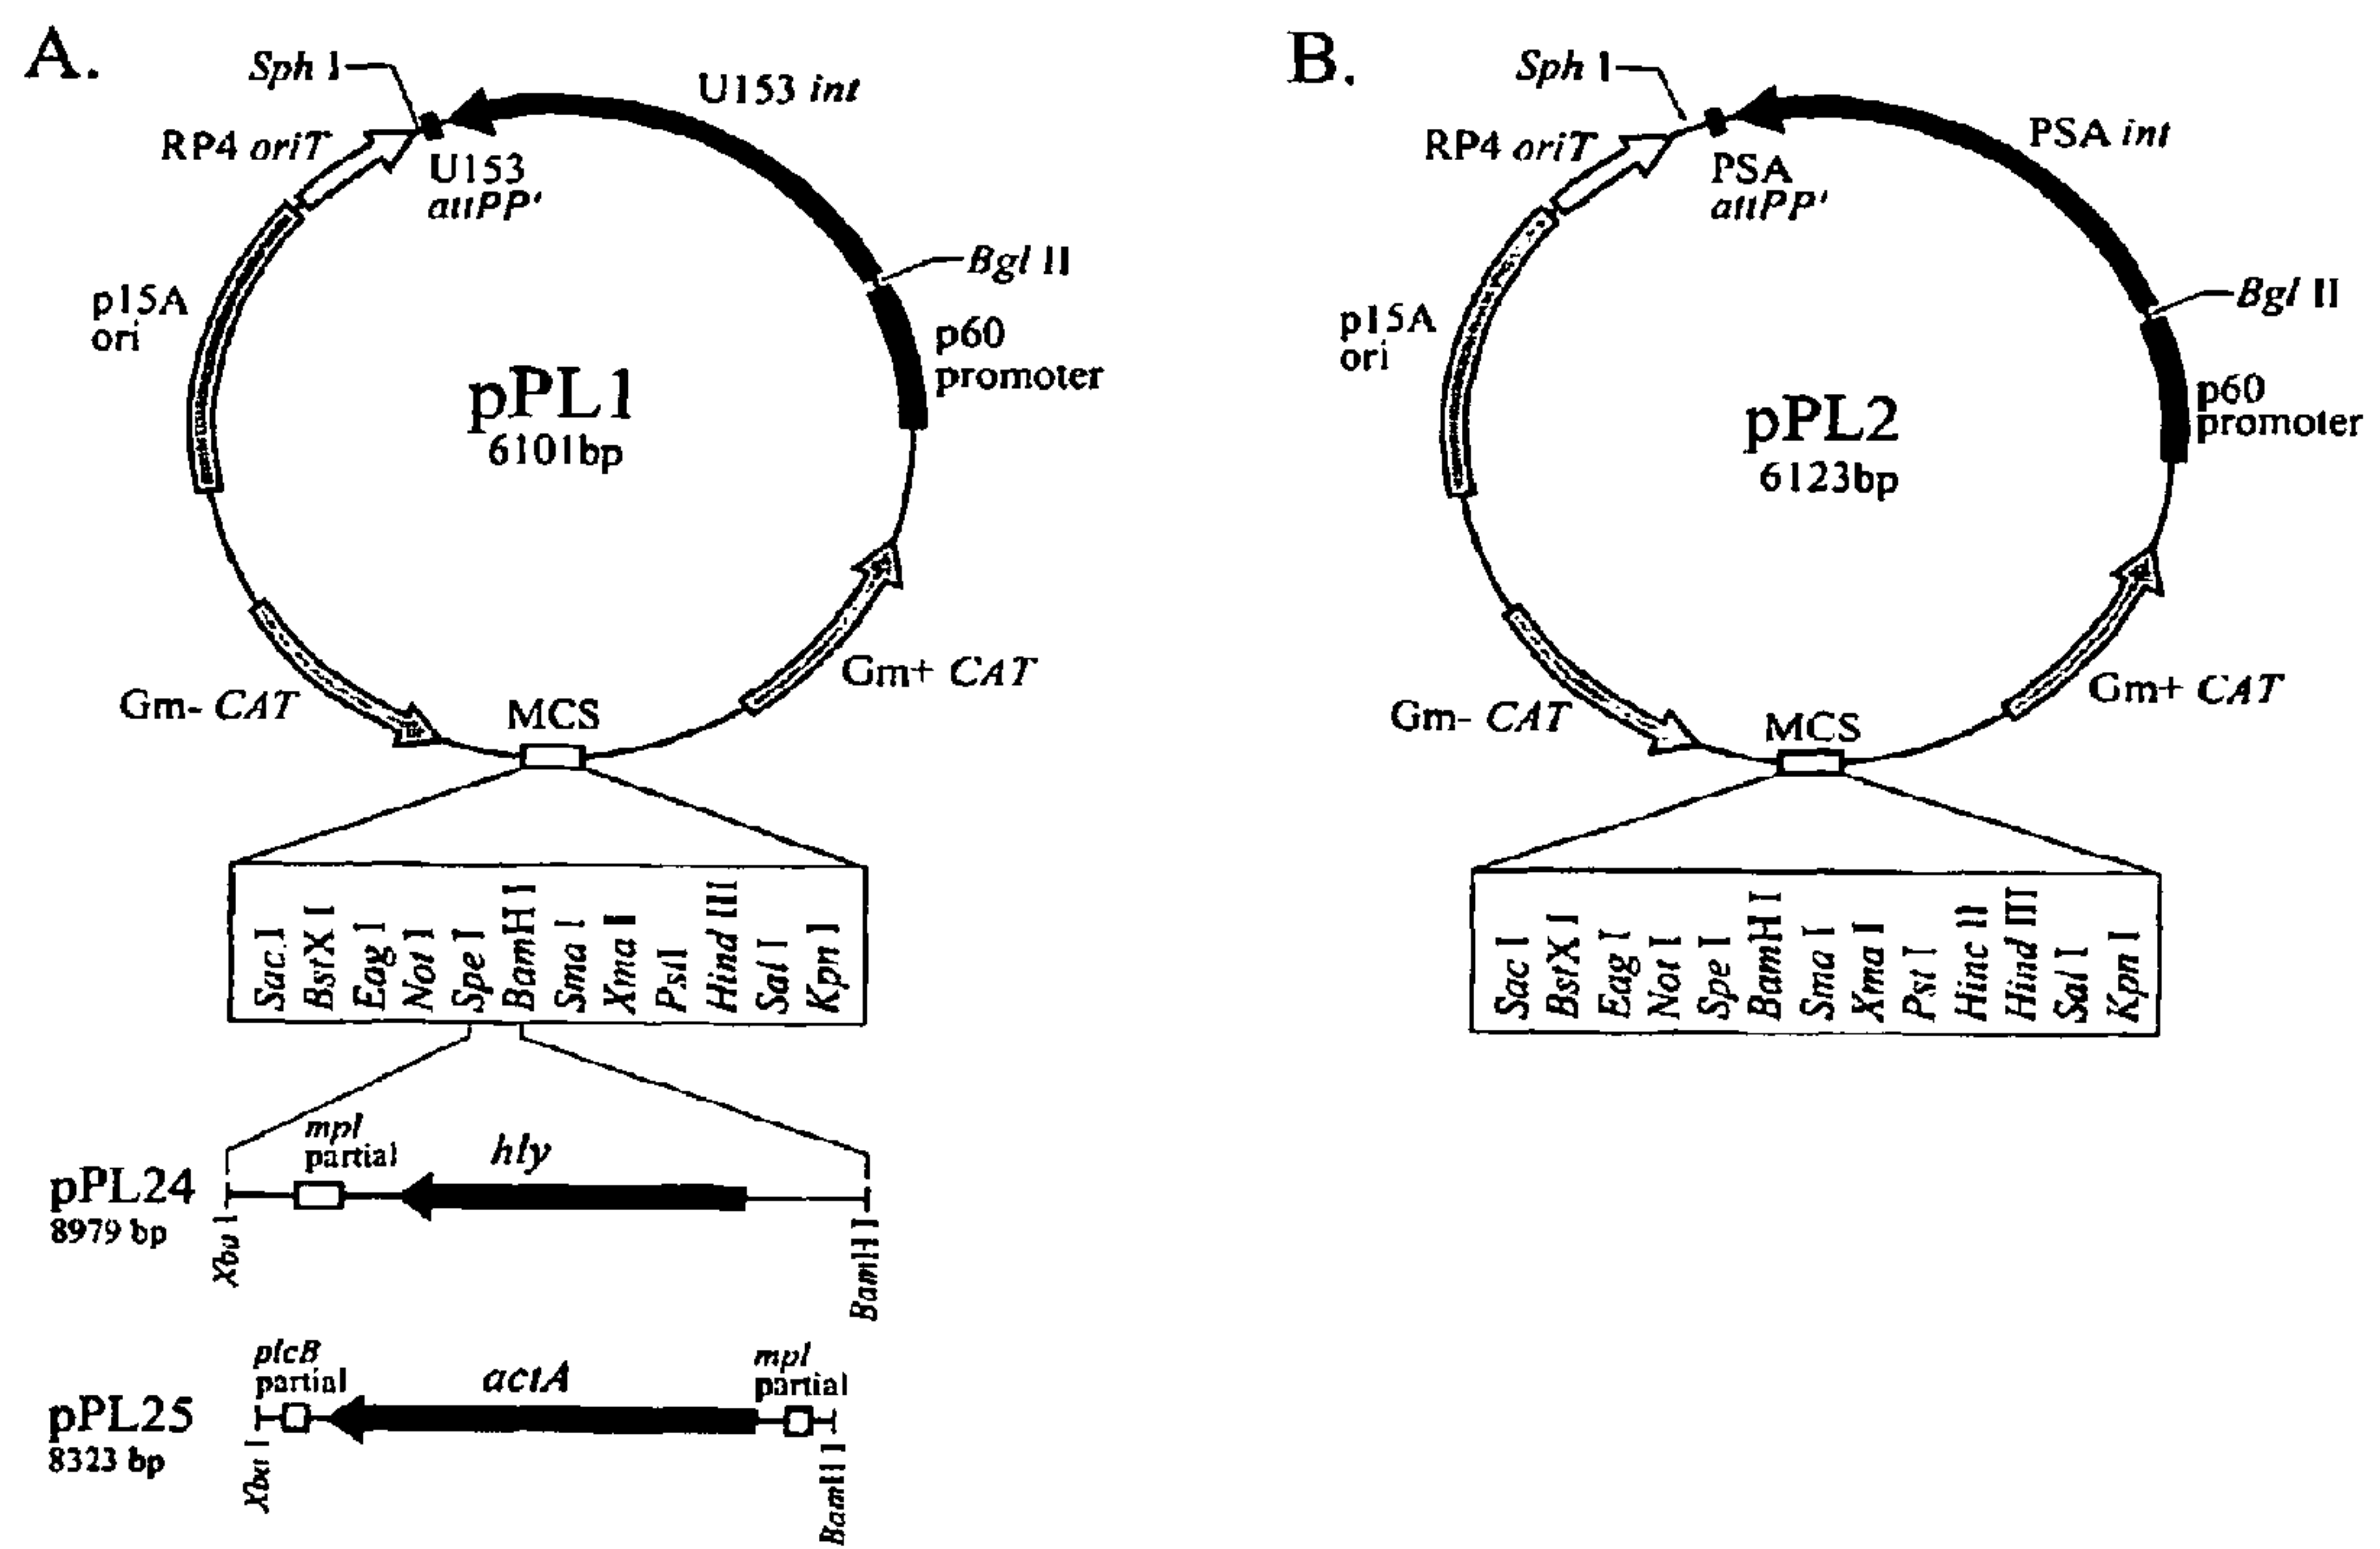 A.
Sph I
U153 int
RP4 oriT
U153
attPP'
Bgl II
p15A
ori
p60
promoter
pPL1
6101bp
Gm+ CAT
Gm- CAT
MCS
Sac I
BstX I
Eag I
Not I
Spe I
BamH I
Sma I
Xma I
PstI
Hind III
Sal I
Kpn I
mpl
partial
hly
pPL24
8979 bp
Xba I
BamH I
plcB
partial
actA
mpl
partial
pPL25
8323 bp
Xba I
BamH I
B.
Sph I
PSA int
RP4 oriT
PSA
attPP'
Bgl II
p15A
ori
p60
promoter
pPL2
6123bp
Gm+ CAT
Gm- CAT
MCS
Sac I
BstX I
Eag I
Not I
Spe I
BamH I
Sma I
Xma I
Pst I
Hinc II
Hind III
Sal I
Kpn I